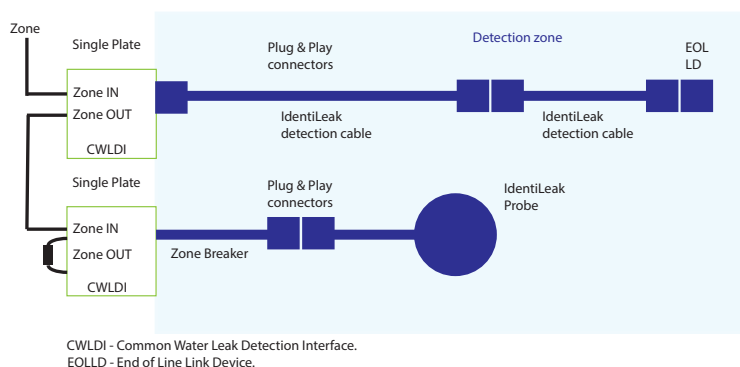 Zone
Single Plate
Plug & Play
connectors
Detection zone
EOL
LD
Zone IN
Zone OUT
CWLDI
IdentiLeak
detection cable
IdentiLeak
detection cable
Single Plate
Plug & Play
connectors
IdentiLeak
Probe
Zone IN
Zone OUT
CWLDI
Zone Breaker
CWLDI - Common Water Leak Detection Interface.
EOLLD - End of Line Link Device.